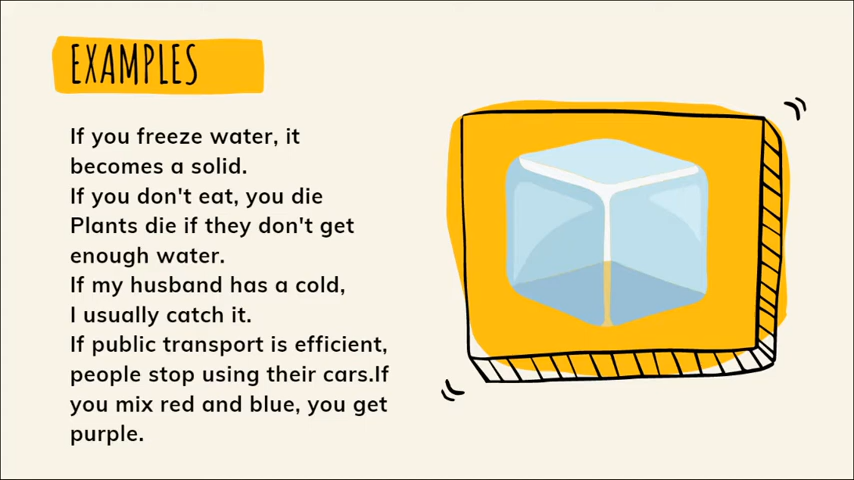 EXAMPLES
If you freeze water, it
becomes a solid.
If you don't eat, you die
Plants die if they don't get
enough water.
If my husband has a cold,
I usually catch it.
If public transport is efficient,
people stop using their cars.If
you mix red and blue, you get
purple.